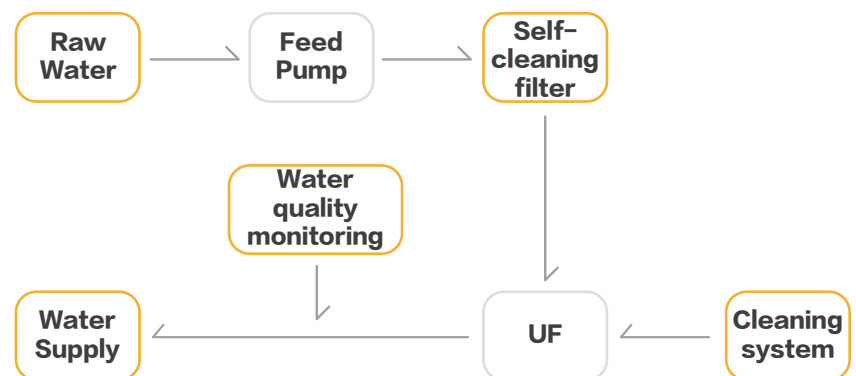 Raw
Water
Feed
Pump
Self-
cleaning
filter
Water
quality
monitoring
Water
Supply
UF
Cleaning
system